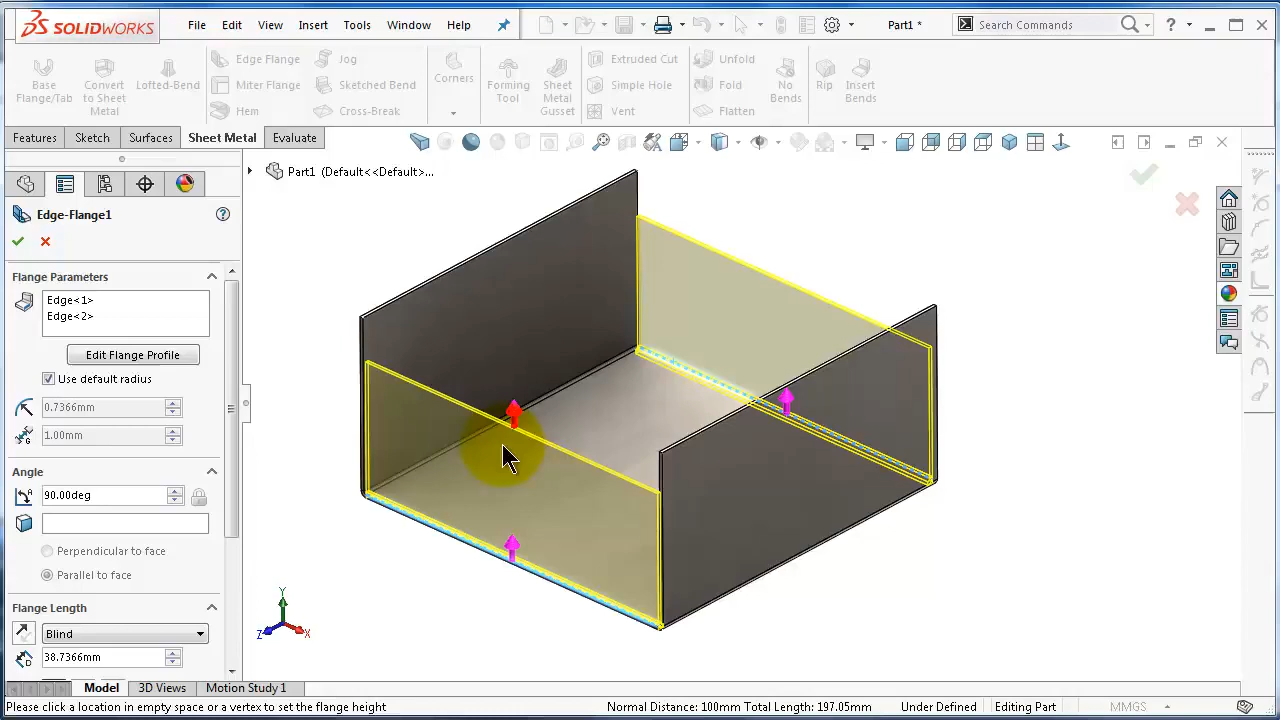 SOLIDWORKS File Edit View Insert Tools Window Help Part1 * Search Commands ?
Base Flange/Tab
Convert to Sheet Metal
Lofted-Bend
Edge Flange
Miter Flange
Hem
Jog
Sketched Bend
Cross-Break
Corners
Forming Tool
Sheet Metal Gusset
Extruded Cut
Simple Hole
Vent
Unfold
Fold
Flatten
No Bends
Rip
Insert Bends
Features Sketch Surfaces Sheet Metal Evaluate
Part1 (Default<<Default>...
Edge-Flange1 ?
Flange Parameters
Edge<1>
Edge<2>
Edit Flange Profile
Use default radius
0.7366mm
1.00mm
Angle
90.00deg
Perpendicular to face
Parallel to face
Flange Length
Blind
38.7366mm
Y
Z X
Model 3D Views Motion Study 1
Please click a location in empty space or a vertex to set the flange height Normal Distance: 100mm Total Length: 197.05mm Under Defined Editing Part MMGS